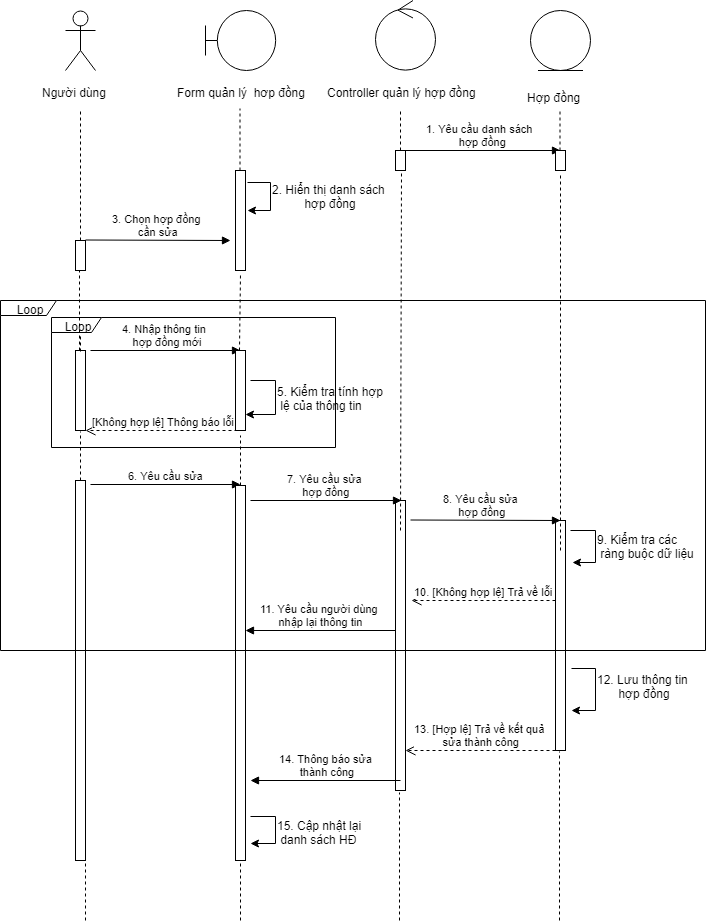 Người dùng
Form quản lý hợp đồng
Controller quản lý hợp đồng
Hợp đồng
1. Yêu cầu danh sách
hợp đồng
2. Hiển thị danh sách
hợp đồng
3. Chọn hợp đồng
cần sửa
Loop
Loop
4. Nhập thông tin
hợp đồng mới
5. Kiểm tra tính hợp
lệ của thông tin
[Không hợp lệ] Thông báo lỗi
6. Yêu cầu sửa
7. Yêu cầu sửa
hợp đồng
8. Yêu cầu sửa
hợp đồng
9. Kiểm tra các
ràng buộc dữ liệu
10. [Không hợp lệ] Trả về lỗi
11. Yêu cầu người dùng
nhập lại thông tin
12. Lưu thông tin
hợp đồng
13. [Hợp lệ] Trả về kết quả
sửa thành công
14. Thông báo sửa
thành công
15. Cập nhật lại
danh sách HĐ